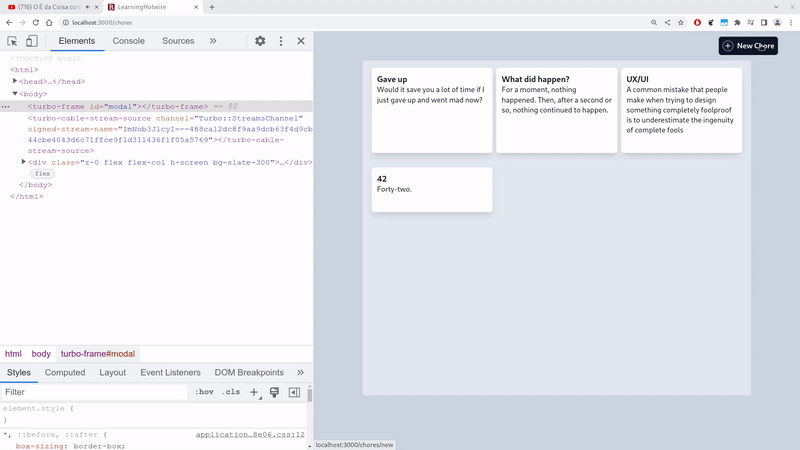 (716) O É da Coisa com
LearningHotwire
localhost:3000/chores
Elements
Console
Sources
New Chore
<!DOCTYPE html>
<html>
<head>…</head>
<body>
<turbo-frame id="modal"></turbo-frame> == $0
<turbo-cable-stream-source channel="Turbo::StreamsChannel"
signed-stream-name="ImNob3JlcyI===488ca12dc8f9aa9dcb63f4d9cb
44cbe4043d6c71ffce9f1d311436f1f05a5769"></turbo-cable-
stream-source>
<div class="z-0 flex flex-col h-screen bg-slate-300">…</div>
flex
</body>
</html>
Gave up
Would it save you a lot of time if I
just gave up and went mad now?
What did happen?
For a moment, nothing
happened. Then, after a second or
so, nothing continued to happen.
UX/UI
A common mistake that people
make when trying to design
something completely foolproof
is to underestimate the ingenuity
of complete fools
42
Forty-two.
html body turbo-frame#modal
Styles Computed Layout Event Listeners DOM Breakpoints
Filter
:hov .cls
element.style {
}
*, ::before, ::after {
application…8e06.css:12
box-sizing: border-box;
localhost:3000/chores/new